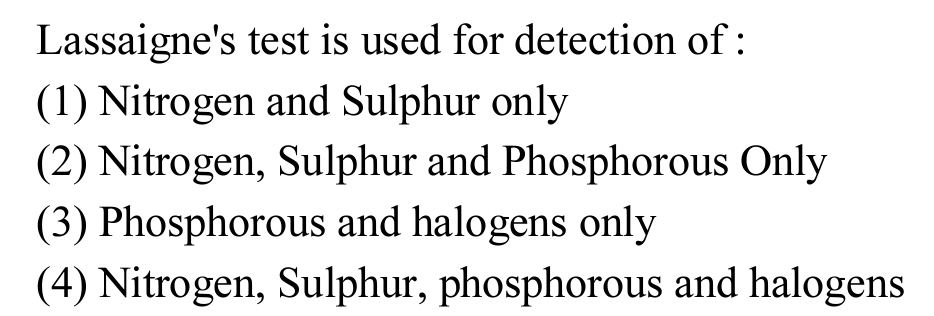 Lassaigne's test is used for detection of :
(1) Nitrogen and Sulphur only
(2) Nitrogen, Sulphur and Phosphorous Only
(3) Phosphorous and halogens only
(4) Nitrogen, Sulphur, phosphorous and halogens